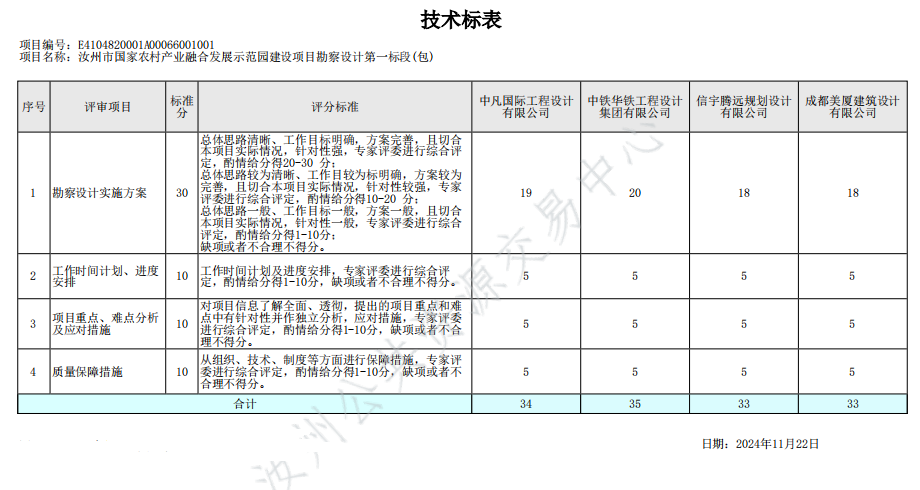 技术标表
项目编号：E4104820001A00066001001
项目名称：汝州市国家农村产业融合发展示范园建设项目勘察设计第一标段(包)
序号 评审项目 标准分 评分标准 中凡国际工程设计有限公司 中铁华铁工程设计集团有限公司 信宇腾远规划设计有限公司 成都美厦建筑设计有限公司
1 勘察设计实施方案 30
总体思路清晰、工作目标明确，方案完善，且切合
本项目实际情况，针对性强，专家评委进行综合评
定，酌情给分得20-30 分；
总体思路较为清晰、工作目较为标明确，方案较为
完善，且切合本项目实际情况，针对性较强，专家
评委进行综合评定，酌情给分得10-20 分；
总体思路一般、工作目标一般，方案一般，且切合
本项目实际情况，针对性一般，专家评委进行综合
评定，酌情给分得1-10分；
缺项或者不合理不得分。
19 20 18 18
2 工作时间计划、进度安排 10
工作时间计划及进度安排，专家评委进行综合评
定，酌情给分得1-10分，缺项或者不合理不得分。
5 5 5 5
3 项目重点、难点分析及应对措施 10
对项目信息了解全面、透彻，提出的项目重点和难
点中有针对性并作独立分析，应对措施，专家评委
进行综合评定，酌情给分得1-10分，缺项或者不合
理不得分。
5 5 5 5
4 质量保障措施 10
从组织、技术、制度等方面进行保障措施，专家评
委进行综合评定，酌情给分得1-10分，缺项或者不
合理不得分。
5 5 5 5
合计 34 35 33 33
日期：2024年11月22日
汝州公共资源交易中心